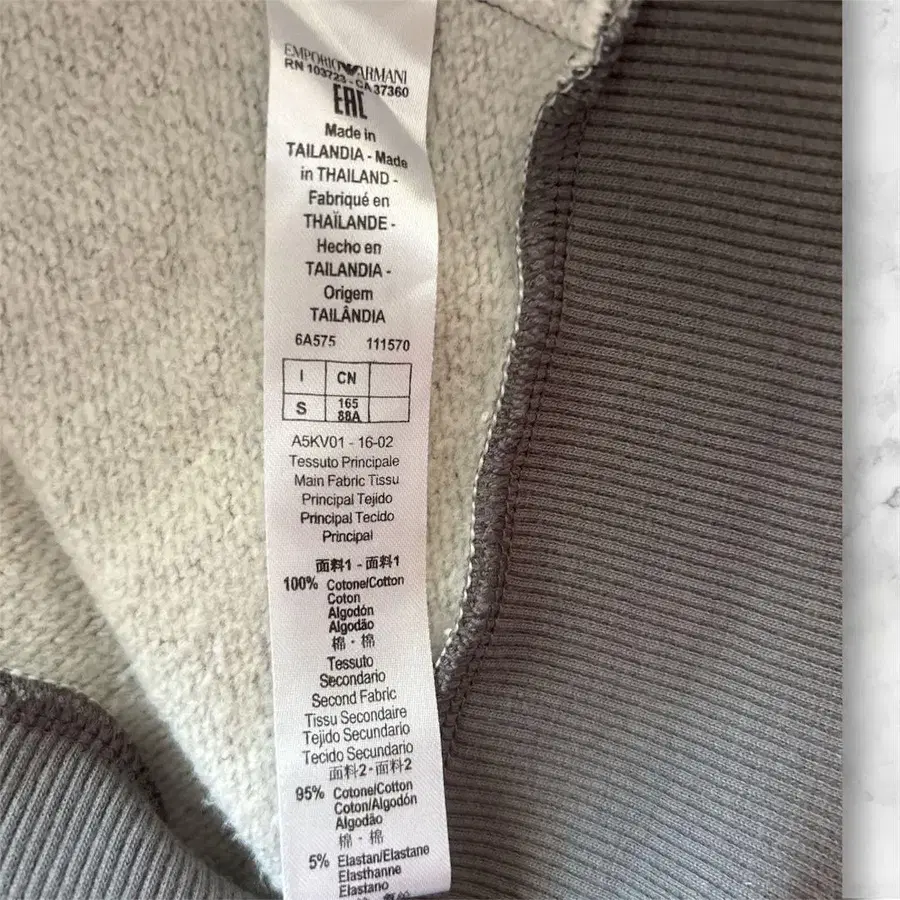 EMPORIO ARMANI
RN 103723 - CA 37360
EAC
Made in
TAILANDIA - Made
in THAILAND -
Fabriqué en
THAÏLANDE -
Hecho en
TAILANDIA -
Origem
TAILÂNDIA
6A575 111570
I CN
S 165
88A
A5KV01 - 16-02
Tessuto Principale
Main Fabric Tissu
Principal Tejido
Principal Tecido
Principal
面料1 - 面料1
100% Cotone/Cotton
Coton
Algodón
Algodão
棉 - 棉
Tessuto
Secondario
Second Fabric
Tissu Secondaire
Tejido Secundario
Tecido Secundario
面料2 - 面料2
95% Cotone/Cotton
Coton/Algodón
Algodão
棉 - 棉
5% Elastan/Elastane
Elasthanne
Elastano